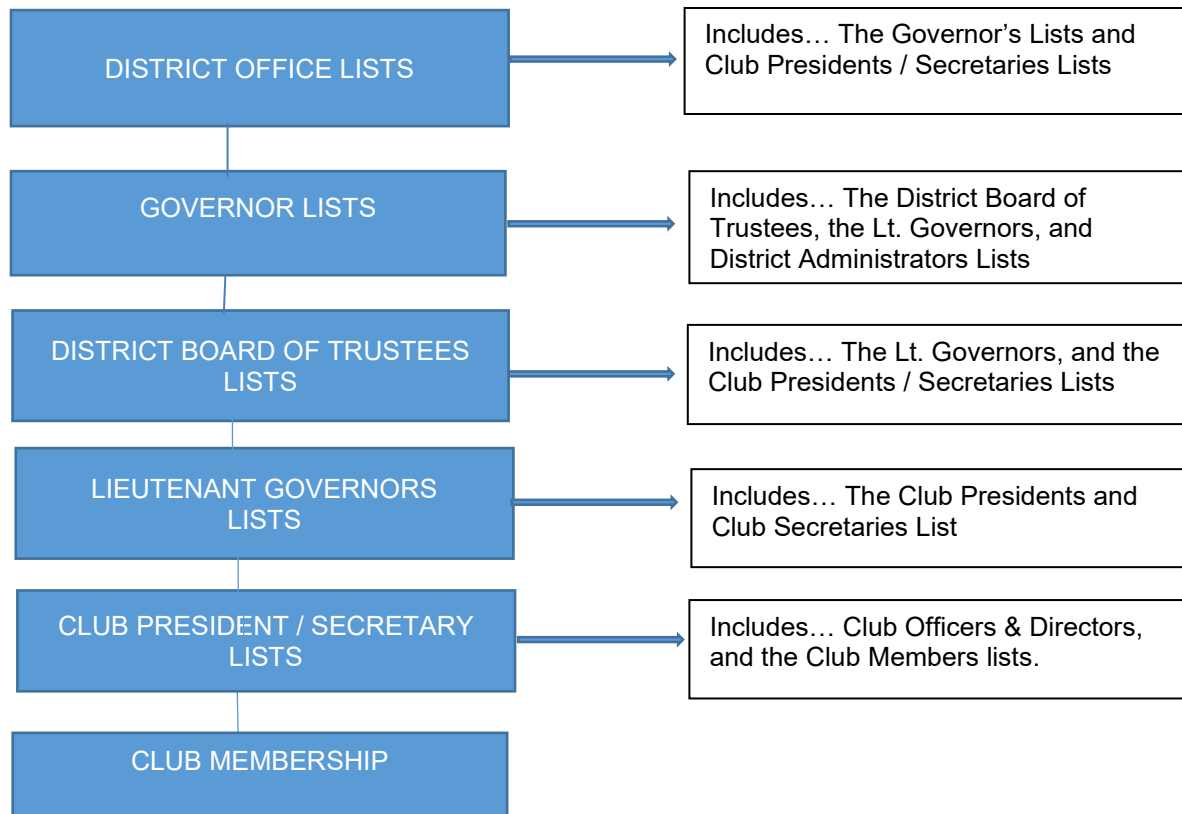 DISTRICT OFFICE LISTS
Includes… The Governor’s Lists and
Club Presidents / Secretaries Lists
GOVERNOR LISTS
Includes… The District Board of
Trustees, the Lt. Governors, and
District Administrators Lists
DISTRICT BOARD OF TRUSTEES
LISTS
Includes… The Lt. Governors, and the
Club Presidents / Secretaries Lists
LIEUTENANT GOVERNORS
LISTS
Includes… The Club Presidents and
Club Secretaries List
CLUB PRESIDENT / SECRETARY
LISTS
Includes… Club Officers & Directors,
and the Club Members lists.
CLUB MEMBERSHIP